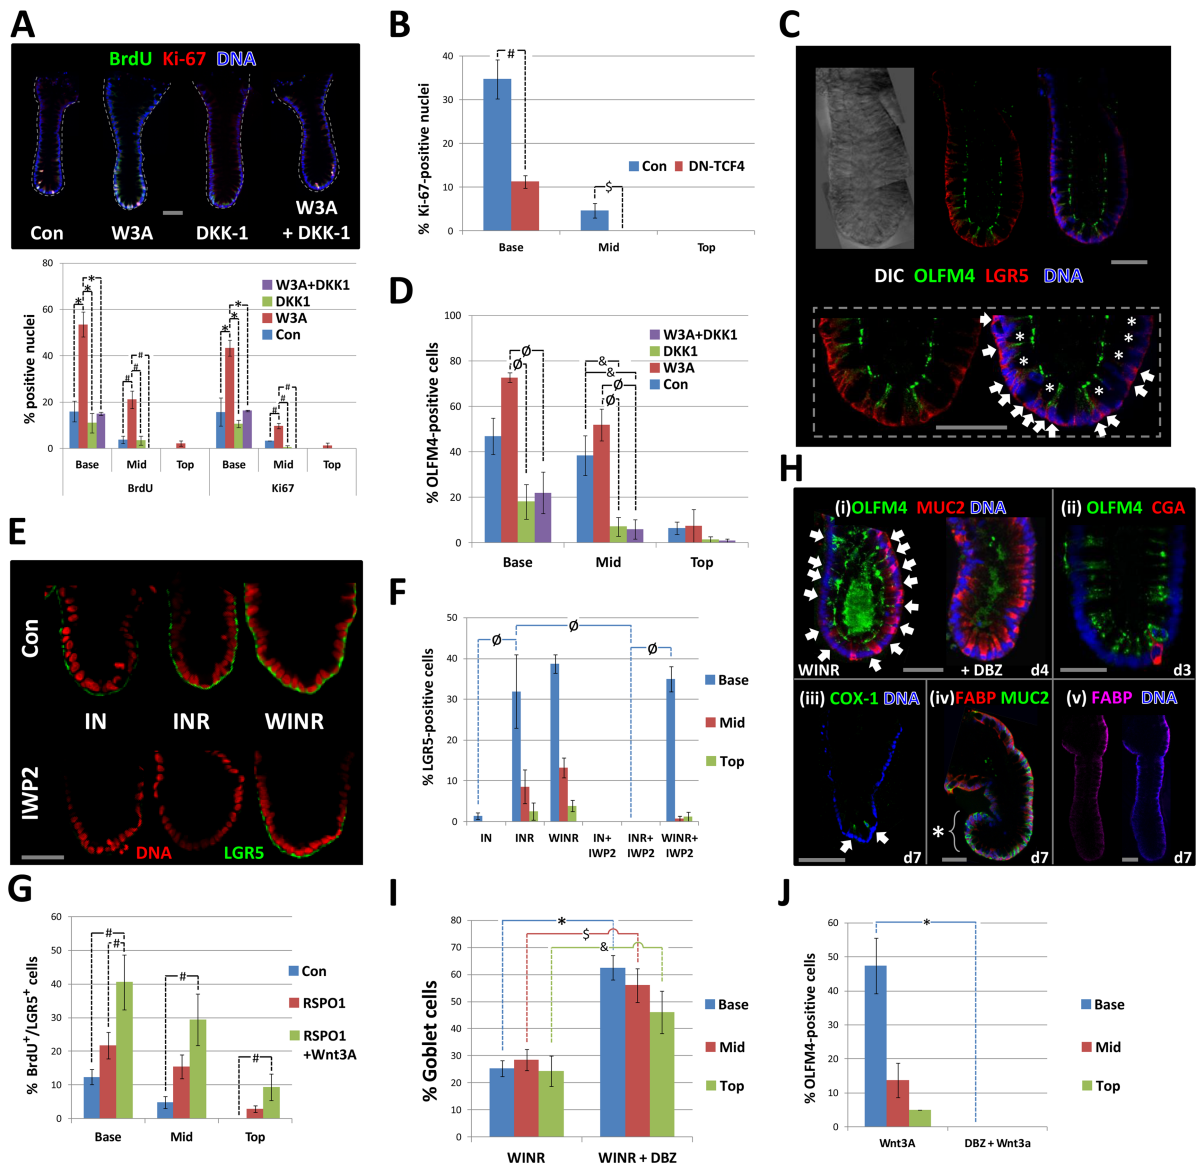 A
BrdU Ki-67 DNA
Con W3A DKK-1 W3A + DKK-1
80
60
40
20
0
% positive nuclei
W3A+DKK1
DKK1
W3A
Con
* * *
# # #
* * *
# # #
Base Mid Top Base Mid Top
BrdU Ki67
B
40
30
20
10
0
% Ki-67-positive nuclei
#
$
Con DN-TCF4
Base Mid Top
C
DIC OLFM4 LGR5 DNA
* * * * * *
D
100
80
60
40
20
0
% OLFM4-positive cells
W3A+DKK1
DKK1
W3A
Con
Ø Ø
& & Ø Ø
Base Mid Top
E
Con
IN INR WINR
IWP2
DNA LGR5
F
50
40
30
20
10
0
% LGR5-positive cells
Ø Ø Ø
Base
Mid
Top
IN INR WINR IN+ IWP2 INR+ IWP2 WINR+ IWP2
G
60
50
40
30
20
10
0
% BrdU+/LGR5+ cells
# # # #
Con
RSPO1
RSPO1 +Wnt3A
Base Mid Top
H
(i) OLFM4 MUC2 DNA
WINR + DBZ d4
(ii) OLFM4 CGA
d3
(iii) COX-1 DNA
d7
(iv) FABP MUC2
*
d7
(v) FABP DNA
d7
I
80
70
60
50
40
30
20
10
0
% Goblet cells
*
$
&
Base
Mid
Top
WINR WINR + DBZ
J
60
50
40
30
20
10
0
% OLFM4-positive cells
*
Base
Mid
Top
Wnt3A DBZ + Wnt3a